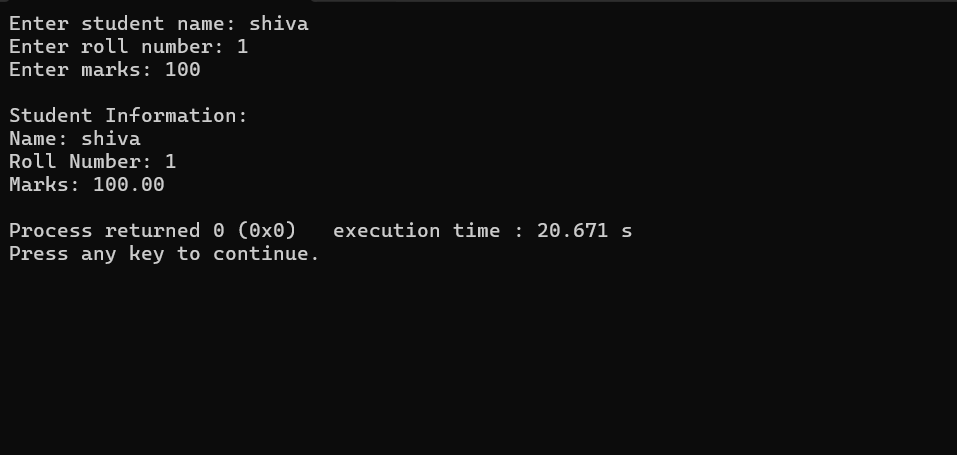 Enter student name: shiva
Enter roll number: 1
Enter marks: 100

Student Information:
Name: shiva
Roll Number: 1
Marks: 100.00

Process returned 0 (0x0)   execution time : 20.671 s
Press any key to continue.